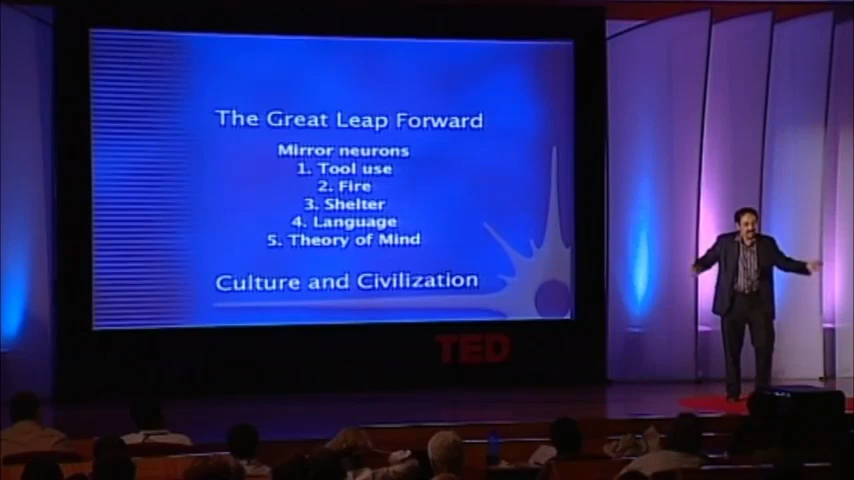 The Great Leap Forward
Mirror neurons
1. Tool use
2. Fire
3. Shelter
4. Language
5. Theory of Mind
Culture and Civilization
TED